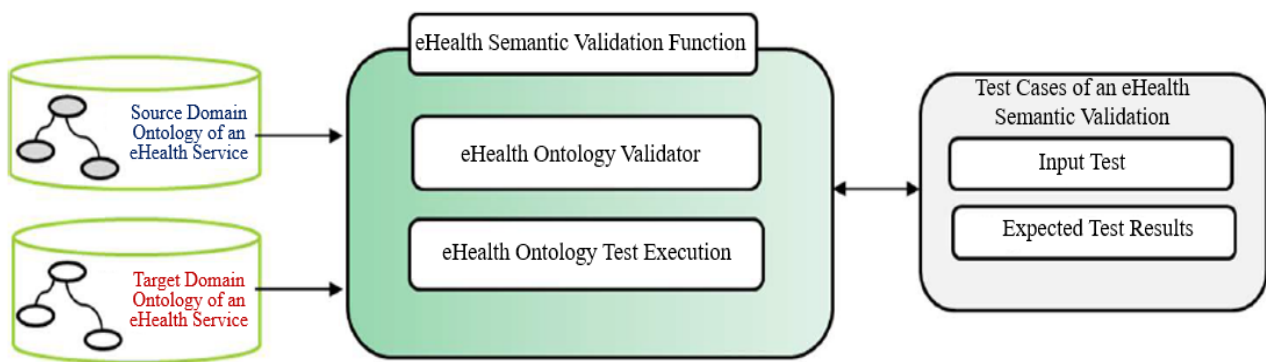 Source Domain
Ontology of an
eHealth Service
Target Domain
Ontology of an
eHealth Service
eHealth Semantic Validation Function
eHealth Ontology Validator
eHealth Ontology Test Execution
Test Cases of an eHealth
Semantic Validation
Input Test
Expected Test Results